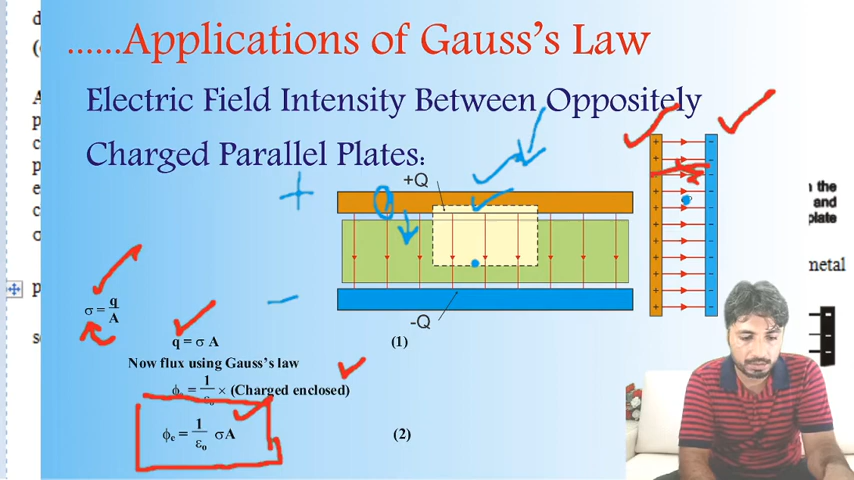 ......Applications of Gauss's Law
Electric Field Intensity Between Oppositely
Charged Parallel Plates:
+Q
-Q
σ = q/A
q = σ A (1)
Now flux using Gauss's law
= 1/ε₀ × (Charged enclosed)
ϕe = 1/ε₀ σA (2)
n the
and
plate
metal